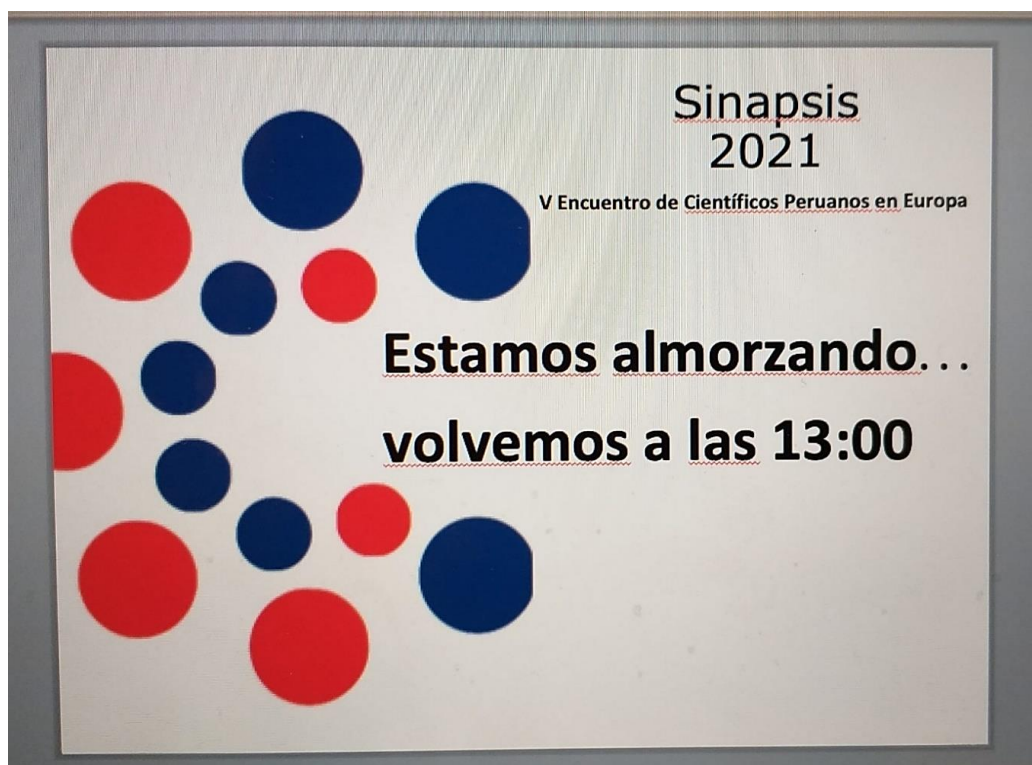 Sinapsis
2021
V Encuentro de Científicos Peruanos en Europa
Estamos almorzando...
volvemos a las 13:00